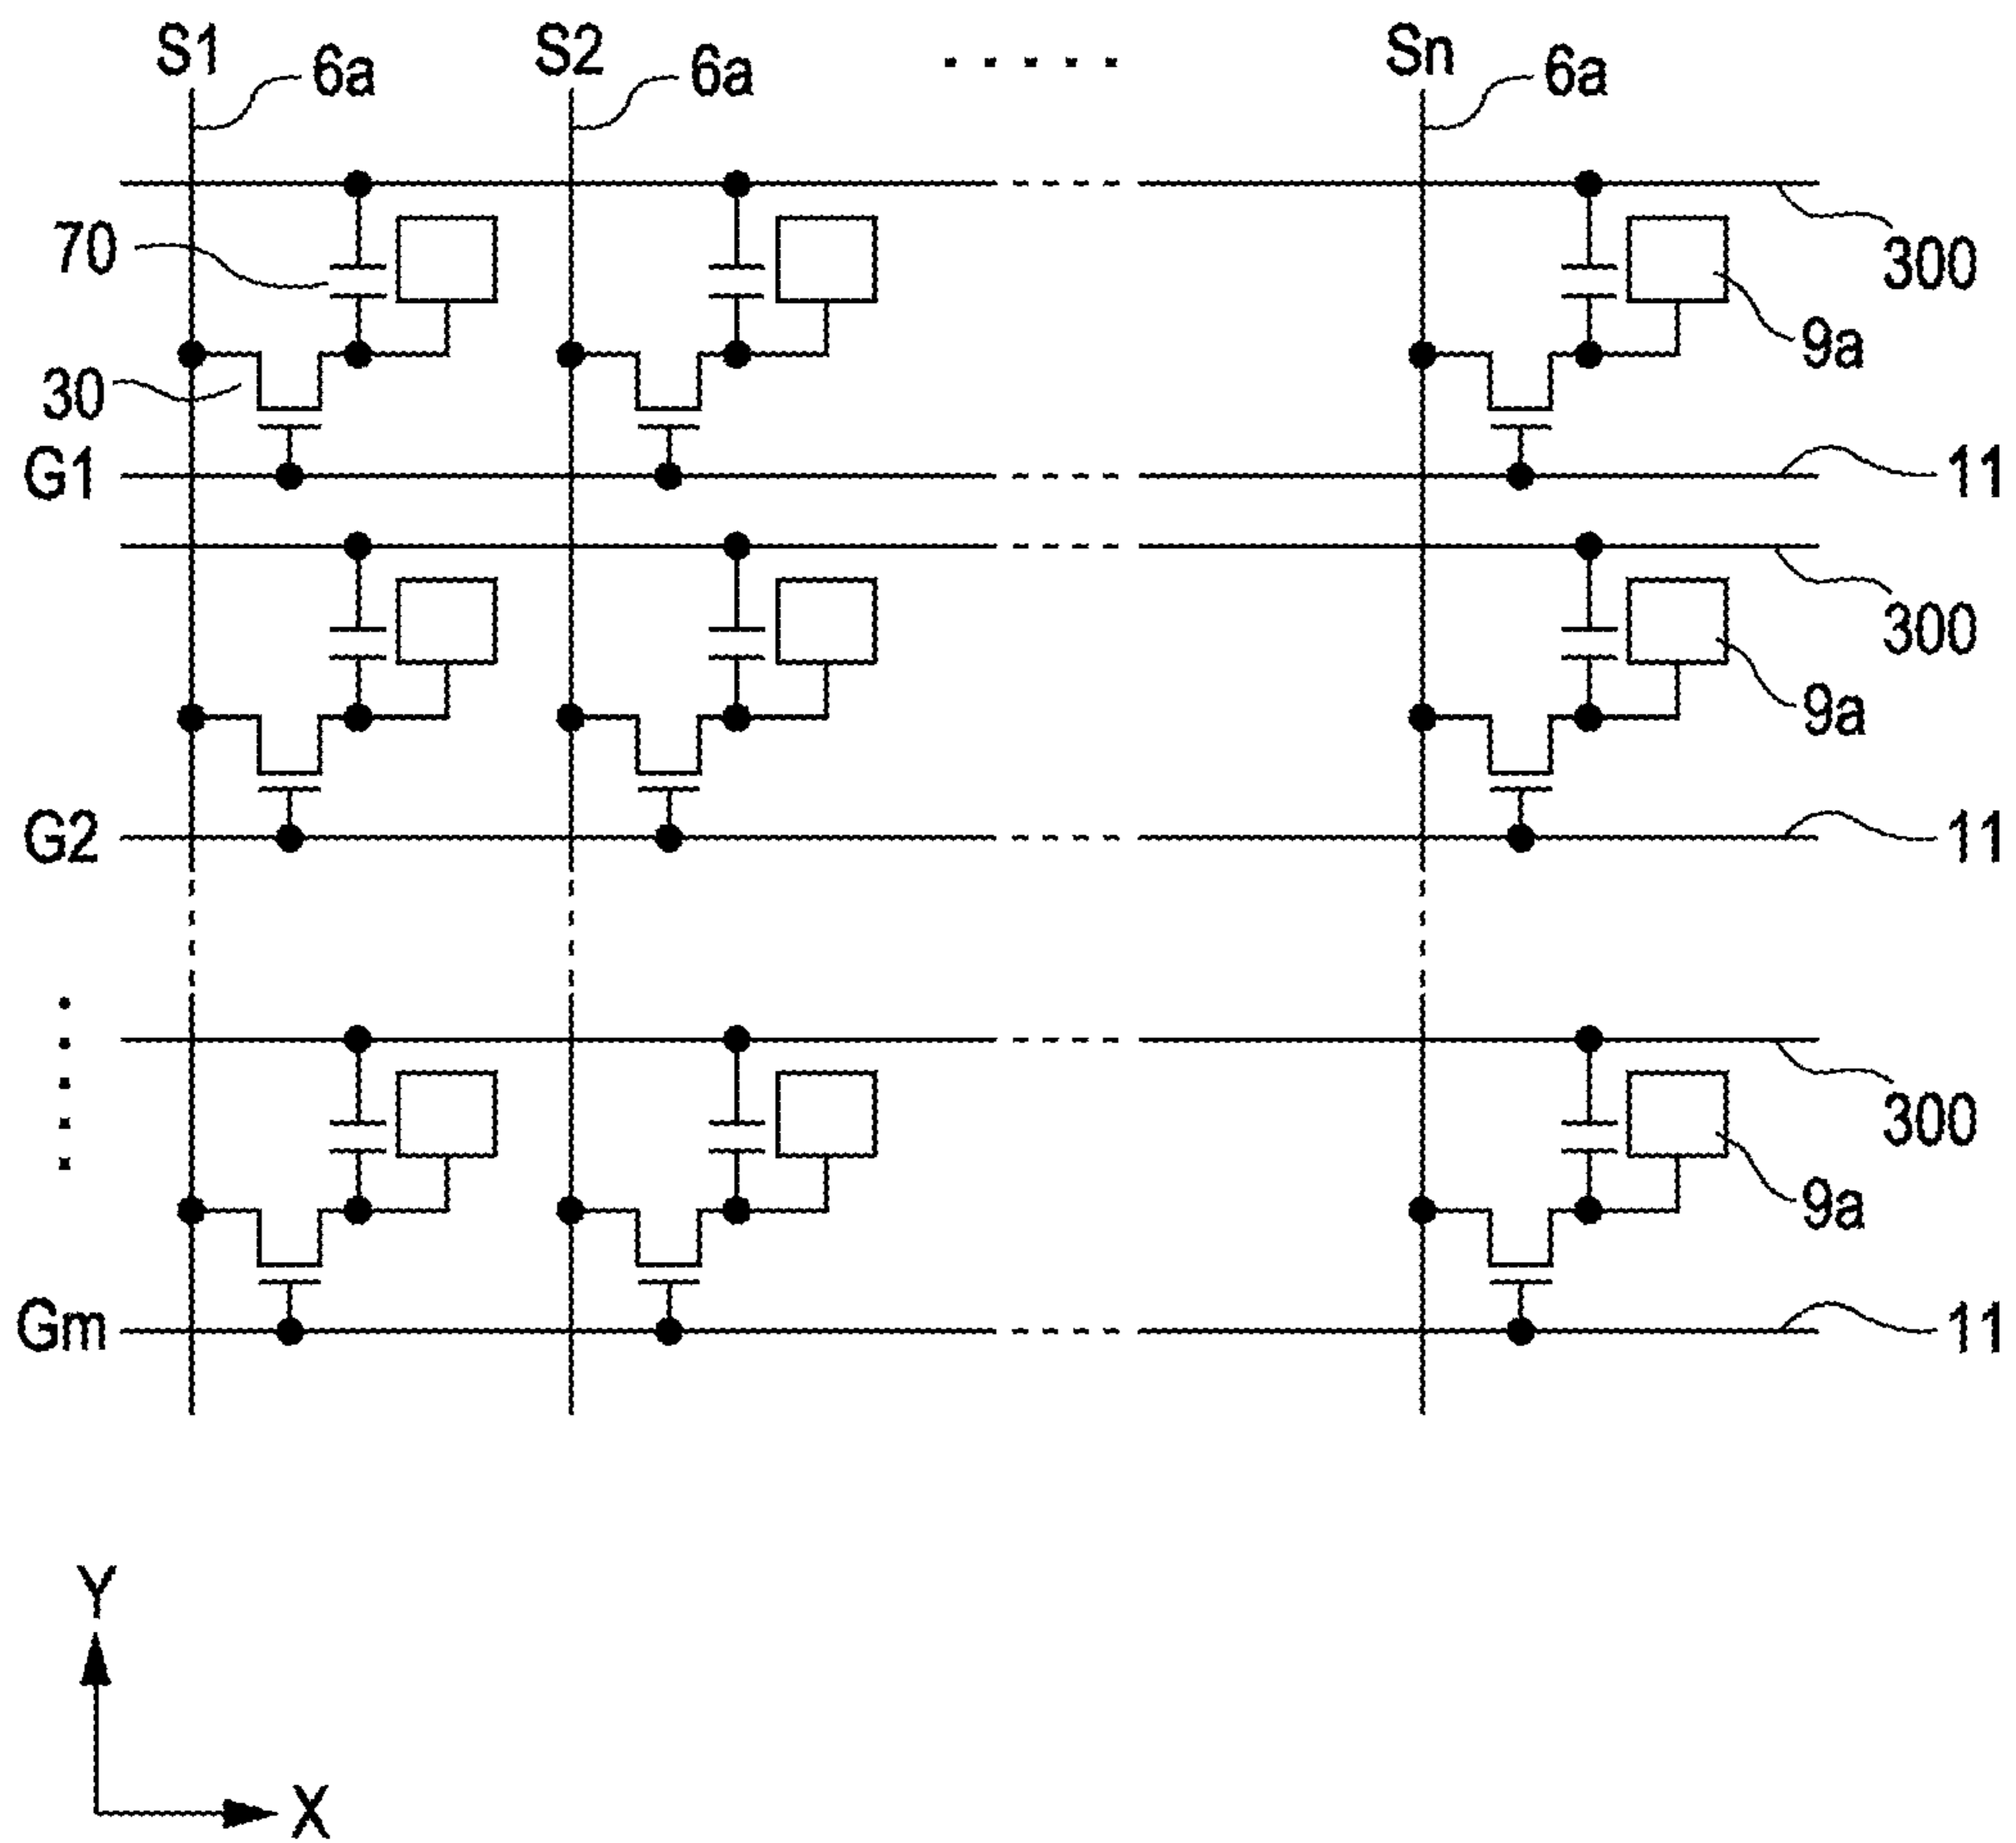 S1 6a S2 6a ····· Sn 6a
70 300
9a
30
G1 11
300
9a
G2 11
300
9a
Gm 11
Y
X